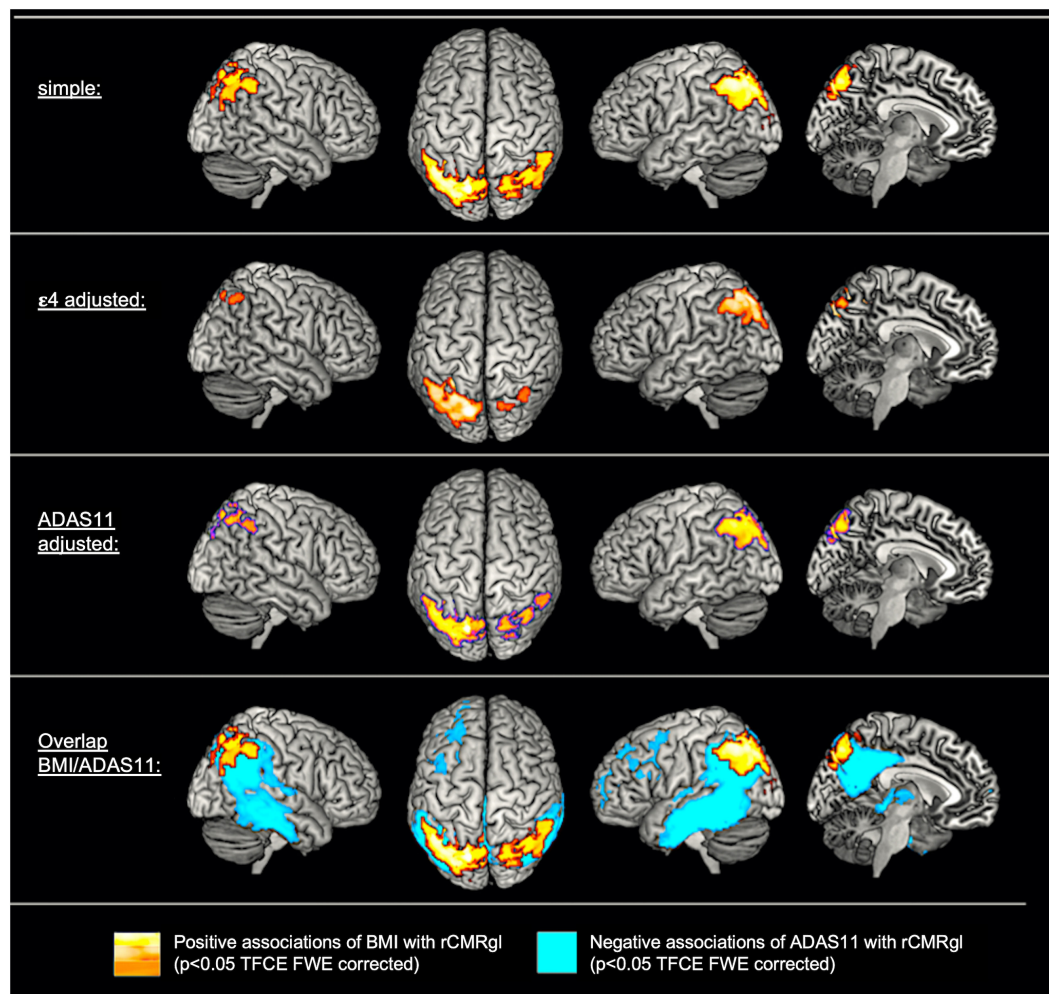 simple:
ε4 adjusted:
ADAS11
adjusted:
Overlap
BMI/ADAS11:
Positive associations of BMI with rCMRgl
(p<0.05 TFCE FWE corrected)
Negative associations of ADAS11 with rCMRgl
(p<0.05 TFCE FWE corrected)